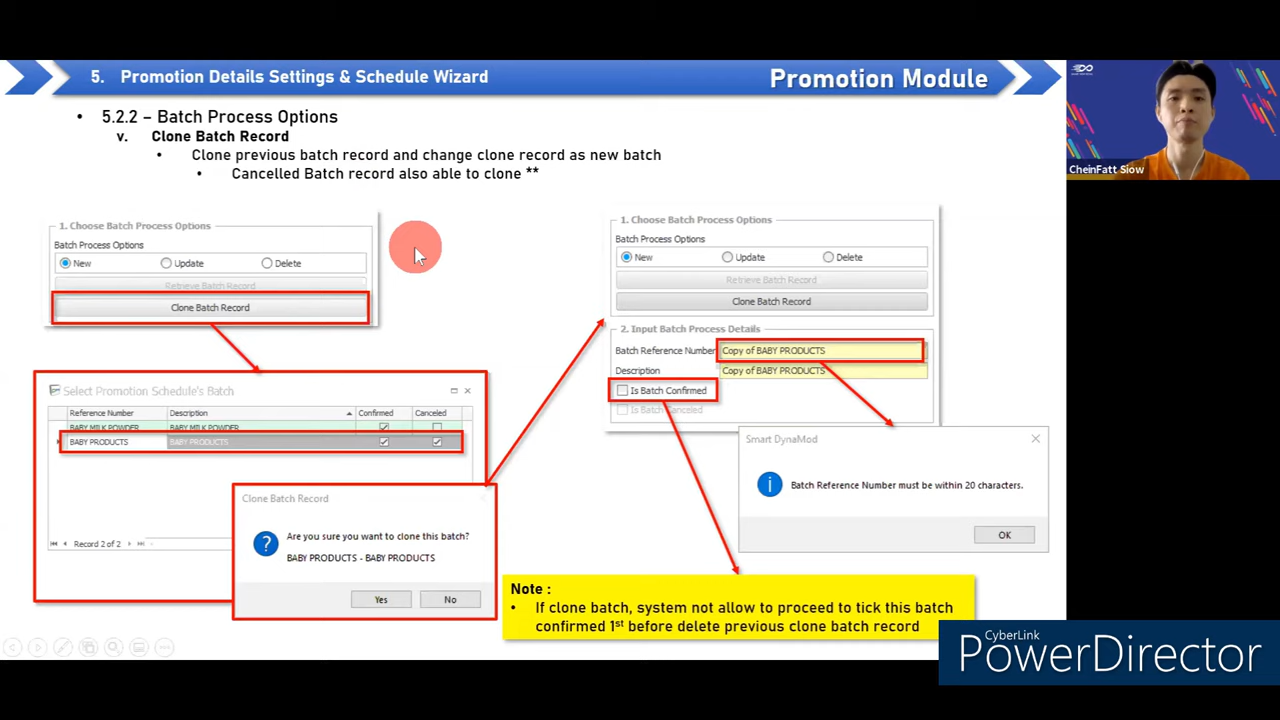 5. Promotion Details Settings & Schedule Wizard
Promotion Module
CheinFatt Siow
• 5.2.2 – Batch Process Options
v. Clone Batch Record
• Clone previous batch record and change clone record as new batch
• Cancelled Batch record also able to clone **
1. Choose Batch Process Options
Batch Process Options
New Update Delete
Retrieve Batch Record
Clone Batch Record
Select Promotion Schedule's Batch
Reference Number Description Confirmed Canceled
BABY MILK POWDER BABY MILK POWDER
BABY PRODUCTS BABY PRODUCTS
Record 2 of 2
Clone Batch Record
Are you sure you want to clone this batch?
BABY PRODUCTS - BABY PRODUCTS
Yes No
1. Choose Batch Process Options
Batch Process Options
New Update Delete
Retrieve Batch Record
Clone Batch Record
2. Input Batch Process Details
Batch Reference Number Copy of BABY PRODUCTS
Description Copy of BABY PRODUCTS
Is Batch Confirmed
Is Batch Canceled
Smart DynaMod
Batch Reference Number must be within 20 characters.
OK
Note :
• If clone batch, system not allow to proceed to tick this batch
confirmed 1st before delete previous clone batch record
CyberLink
PowerDirector